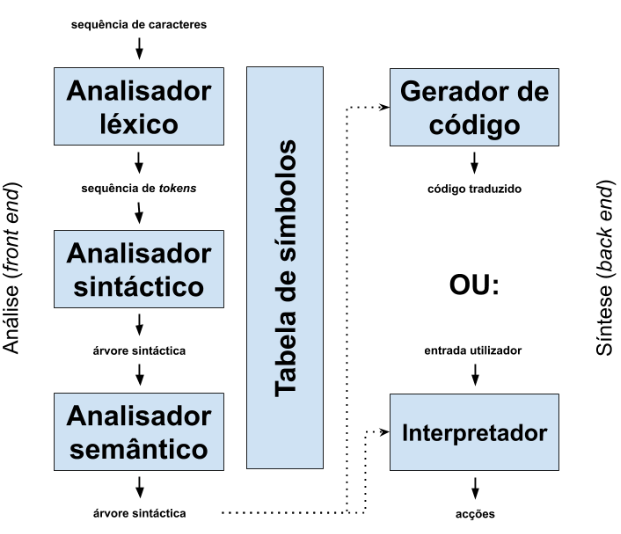 sequência de caracteres
Analisador
léxico
sequência de tokens
Analisador
sintáctico
árvore sintáctica
Analisador
semântico
árvore sintáctica
Análise (front end)
Tabela de símbolos
Gerador de
código
código traduzido
OU:
entrada utilizador
Interpretador
acções
Síntese (back end)